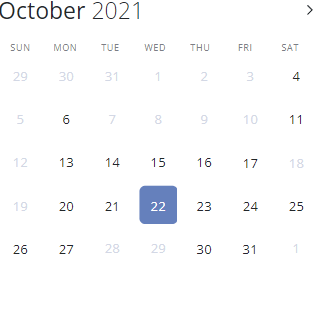 October 2021
SUN MON TUE WED THU FRI SAT
29 30 31 1 2 3 4
5 6 7 8 9 10 11
12 13 14 15 16 17 18
19 20 21 22 23 24 25
26 27 28 29 30 31 1